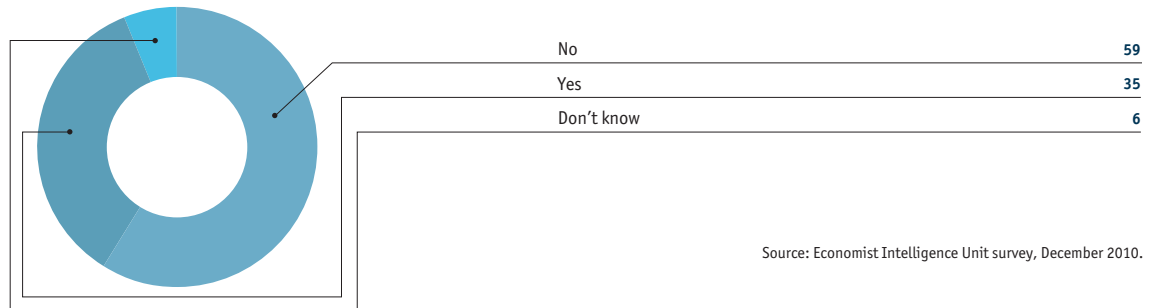 No 59
Yes 35
Don't know 6
Source: Economist Intelligence Unit survey, December 2010.